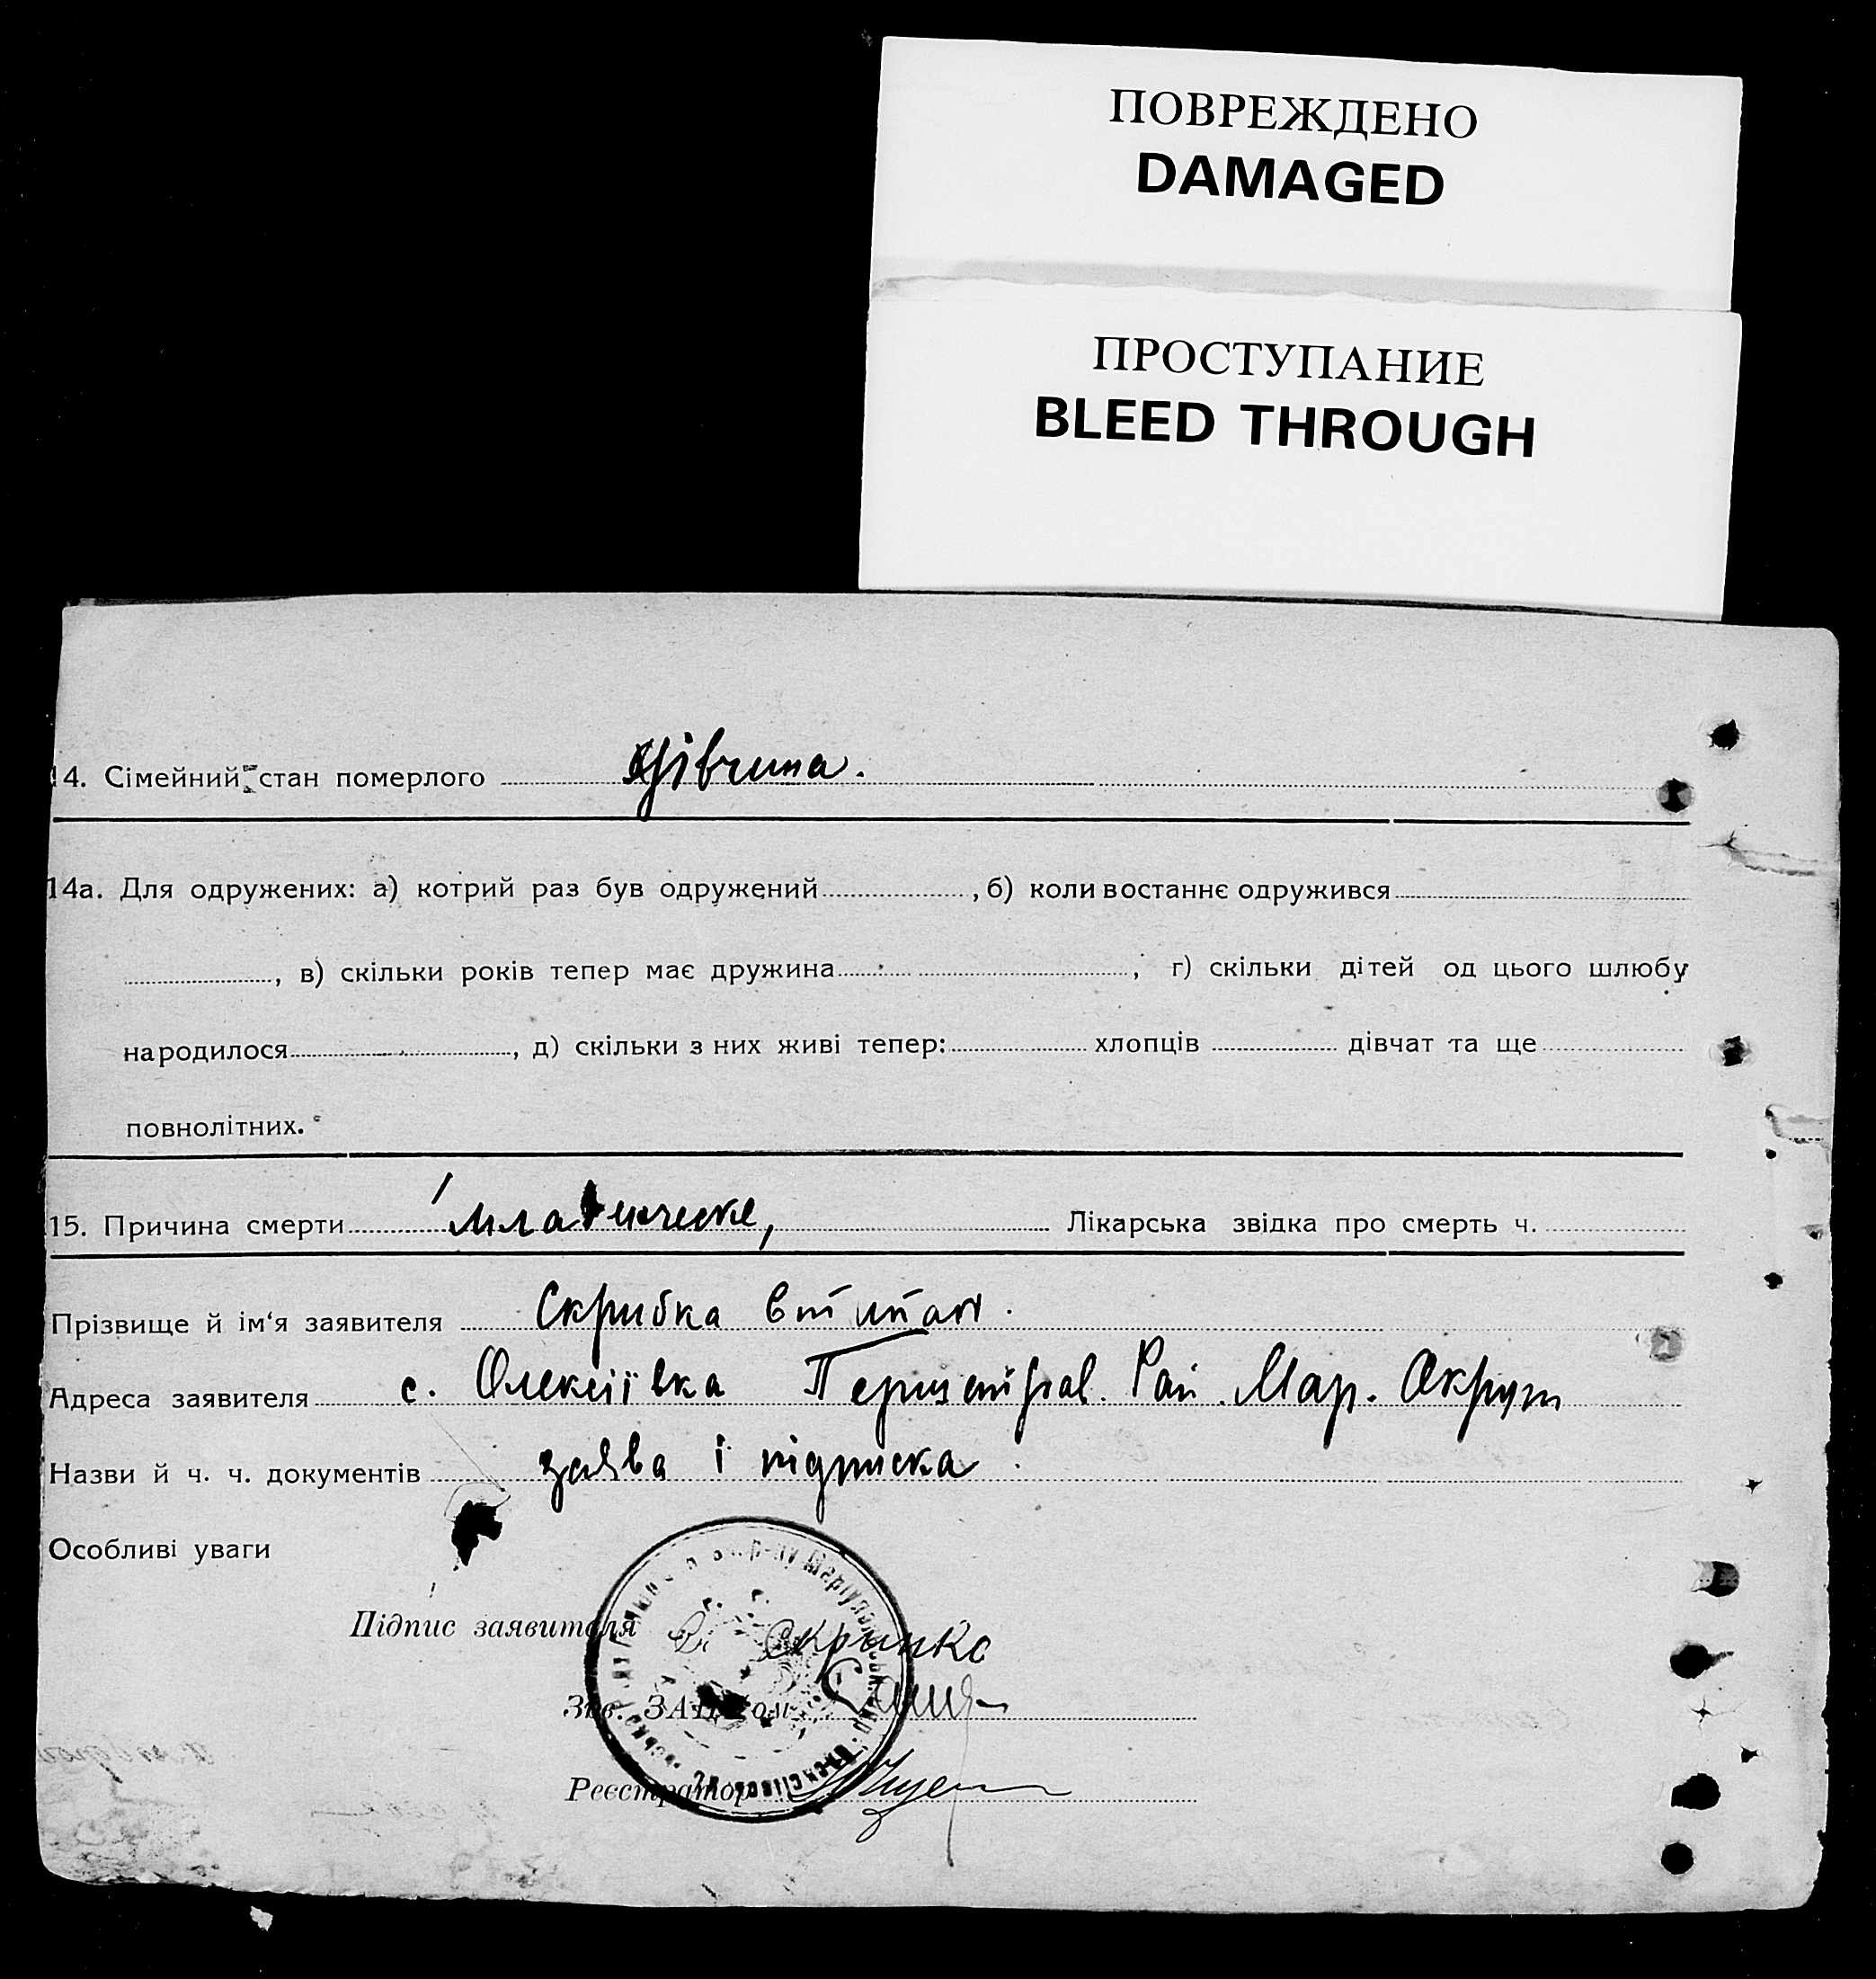 ПОВРЕЖДЕНО
DAMAGED
ПРОСТУПАНИЕ
BLEED THROUGH
14. Сімейний стан померлого дівчина.
14а. Для одружених: а) котрий раз був одружений , б) коли востаннє одружився
, в) скільки років тепер має дружина , г) скільки дітей од цього шлюбу
народилося , д) скільки з них живі тепер: хлопців дівчат та ще
повнолітних.
15. Причина смерти младическе, Лікарська звідка про смерть ч.
Прізвище й ім‘я заявителя Скрибка
Адреса заявителя с. Олексіївка Рай. Мар. Округи
Назви й ч. ч. документів заява і підписка.
Особливі уваги
Підпис заявителя
Зав. ЗАГСом
Реєстратор